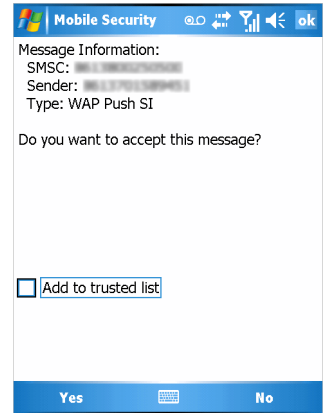 Mobile Security
ok
Message Information:
SMSC:
Sender:
Type: WAP Push SI
Do you want to accept this message?
Add to trusted list
Yes
No